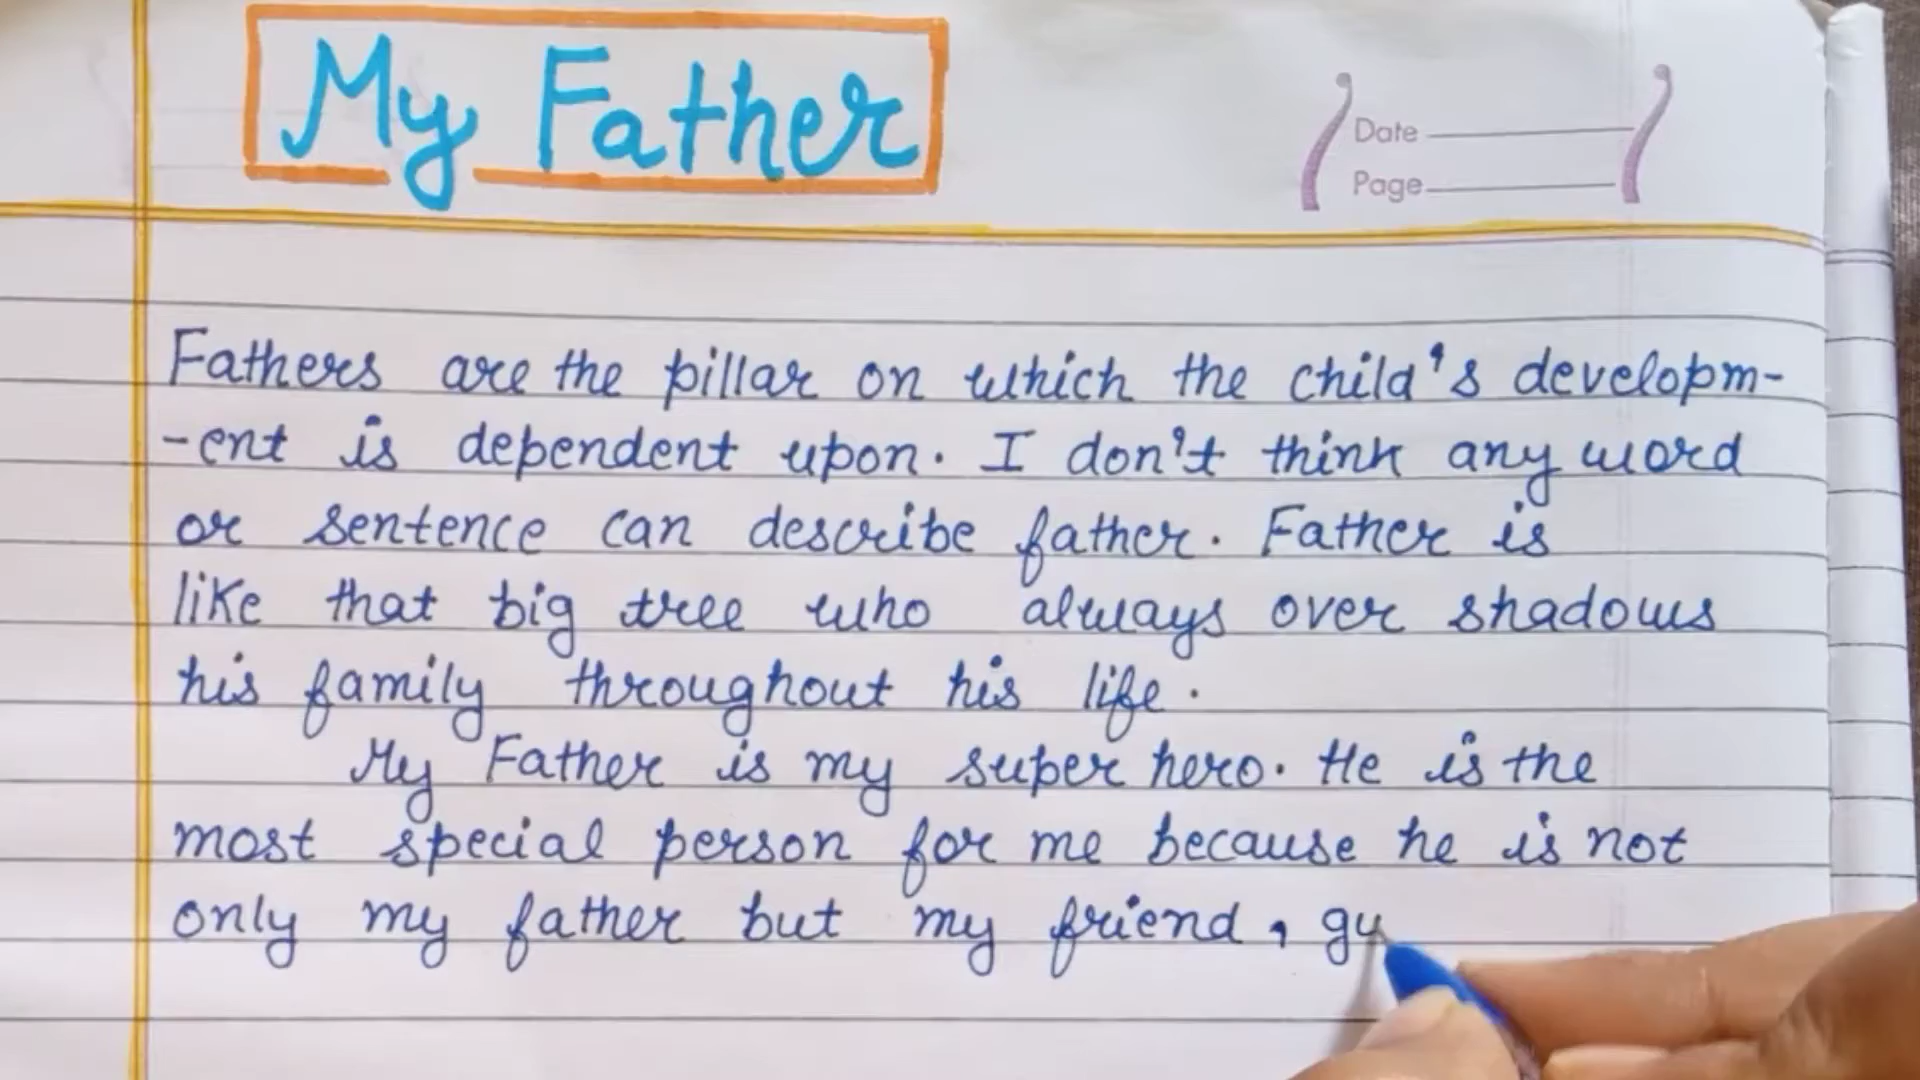 My Father
Date
Page
Fathers are the pillar on which the child's developm-
-ent is dependent upon. I don't think any word
or sentence can describe father. Father is
like that big tree who always over shadows
his family throughout his life.
My Father is my super hero. He is the
most special person for me because he is not
only my father but my friend, gu